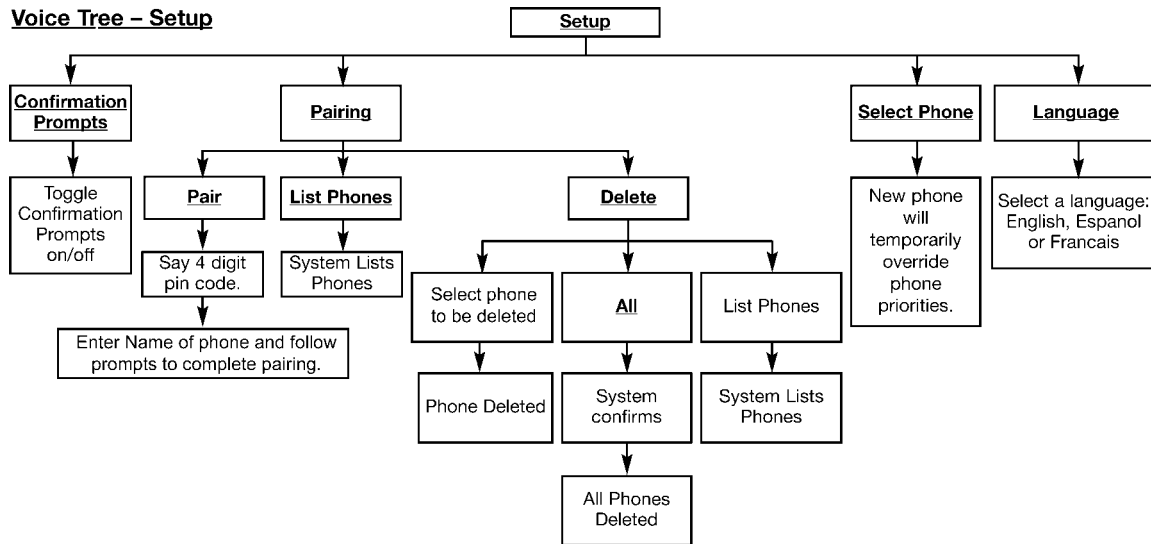 Voice Tree – Setup
Setup
Confirmation
Prompts
Pairing
Select Phone
Language
Toggle
Confirmation
Prompts
on/off
Pair
List Phones
Delete
New phone
will
temporarily
override
phone
priorities.
Select a language:
English, Espanol
or Francais
Say 4 digit
pin code.
System Lists
Phones
Select phone
to be deleted
All
List Phones
Enter Name of phone and follow
prompts to complete pairing.
Phone Deleted
System
confirms
System Lists
Phones
All Phones
Deleted